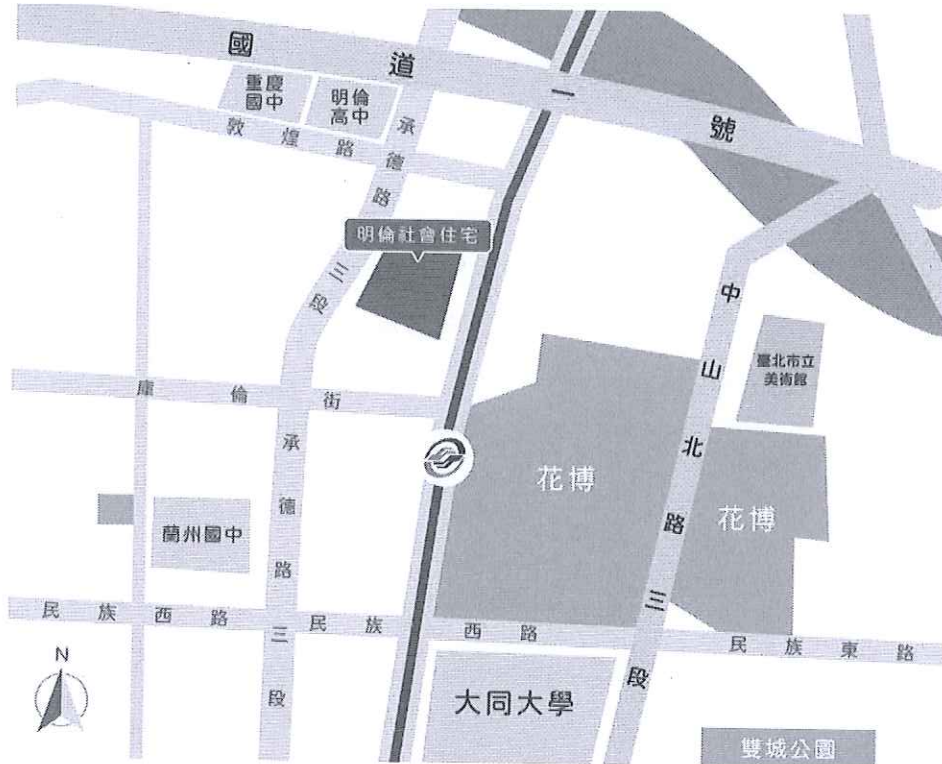 國道一號
重慶
國中
明倫
高中
敦煌路
承德路三段
明倫社會住宅
中山北路三段
臺北市立
美術館
庫倫街
承德路三段
花博
花博
蘭州國中
民族西路
民族西路
民族東路
N
大同大學
雙城公園